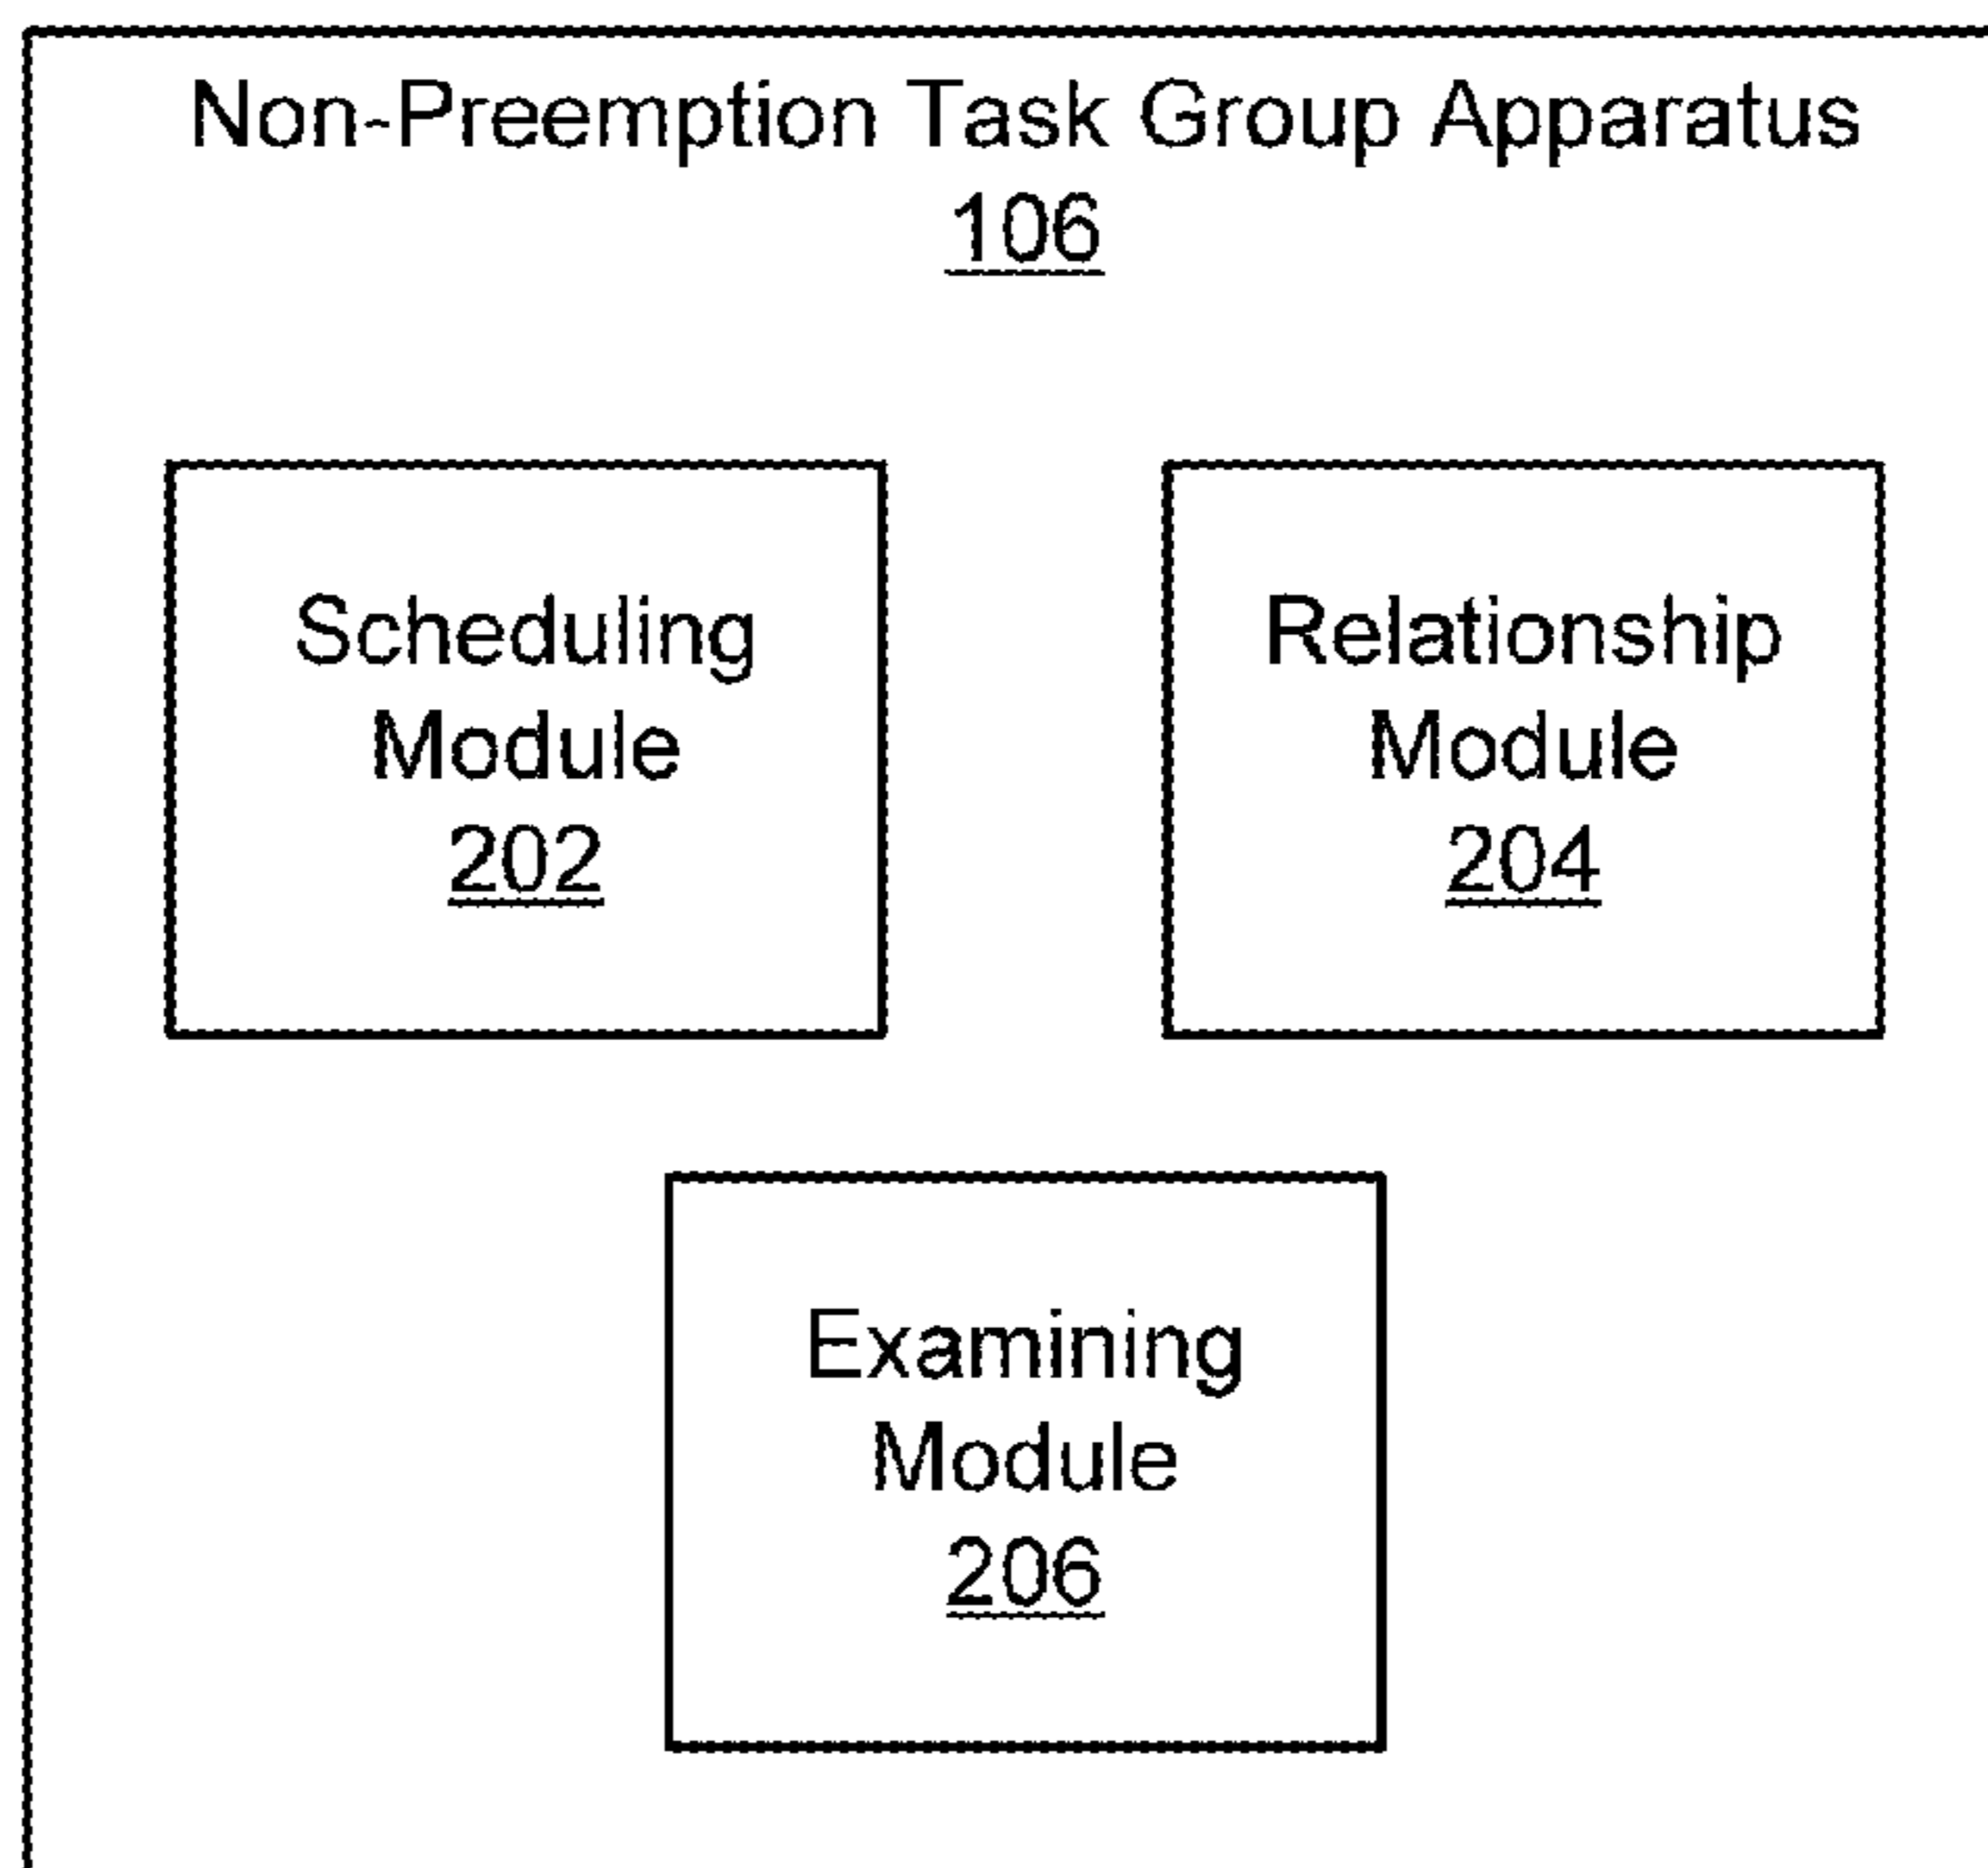 Non-Preemption Task Group Apparatus
106
Scheduling
Module
202
Relationship
Module
204
Examining
Module
206